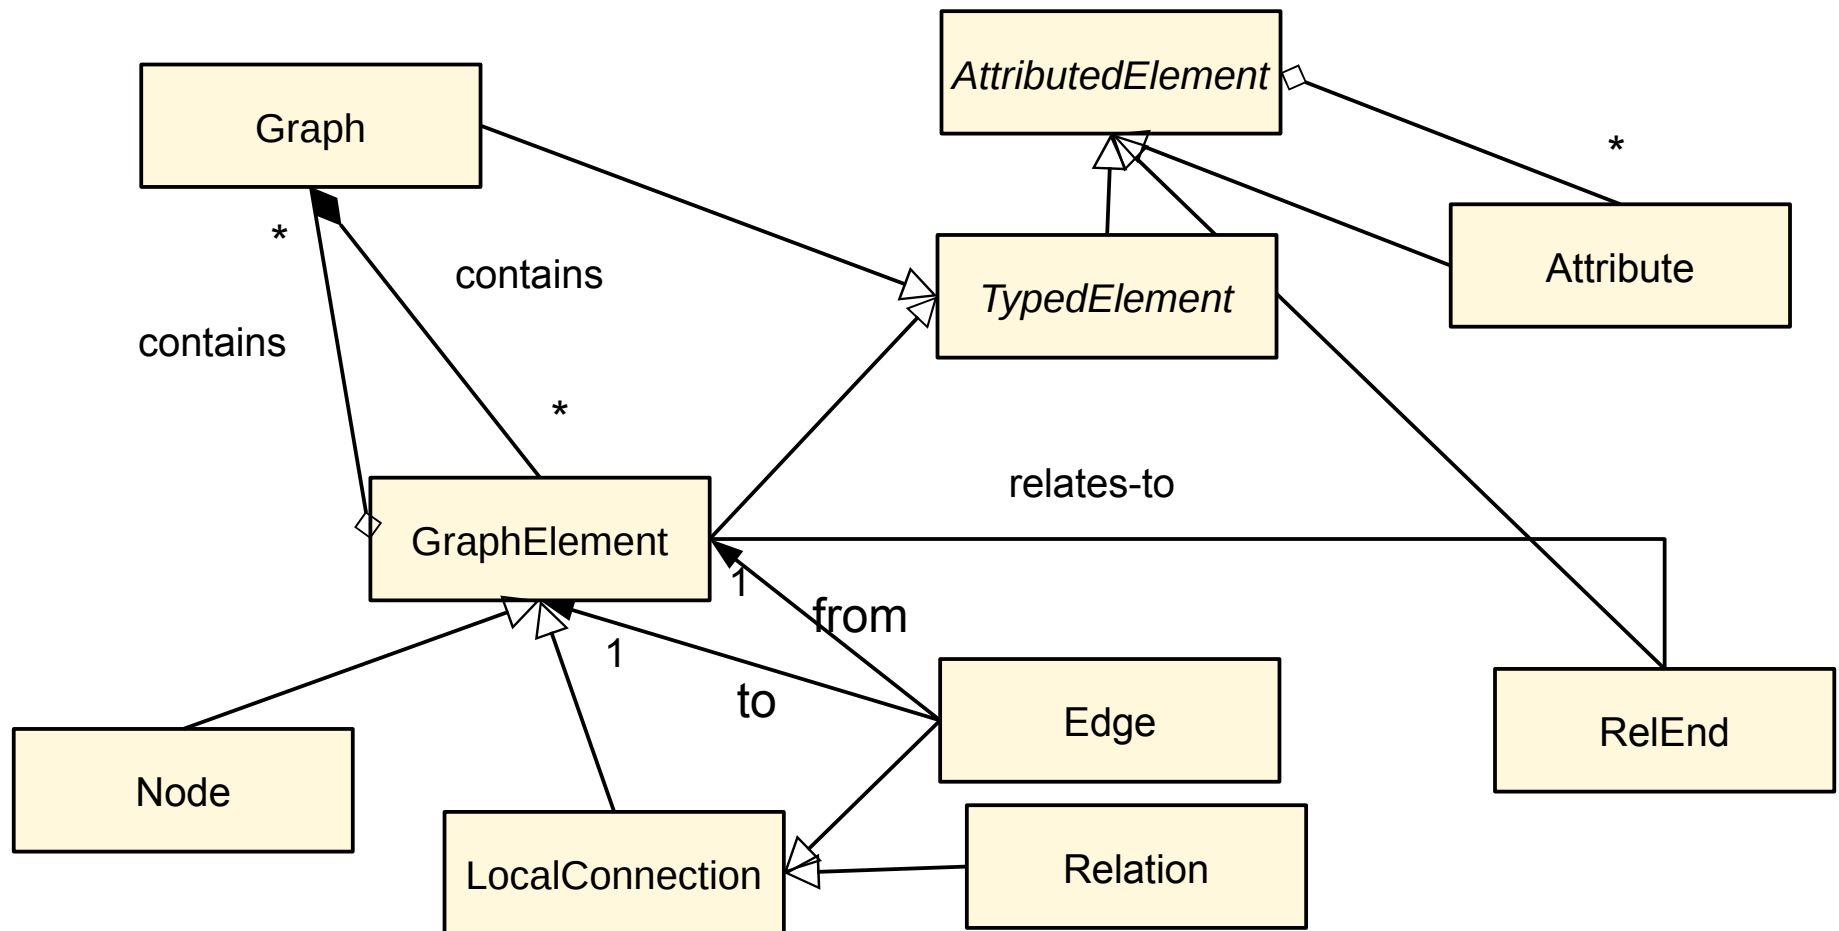 AttributedElement
Graph
*
*
contains
TypedElement
Attribute
contains
*
relates-to
GraphElement
1
from
1
to
Edge
RelEnd
Node
LocalConnection
Relation